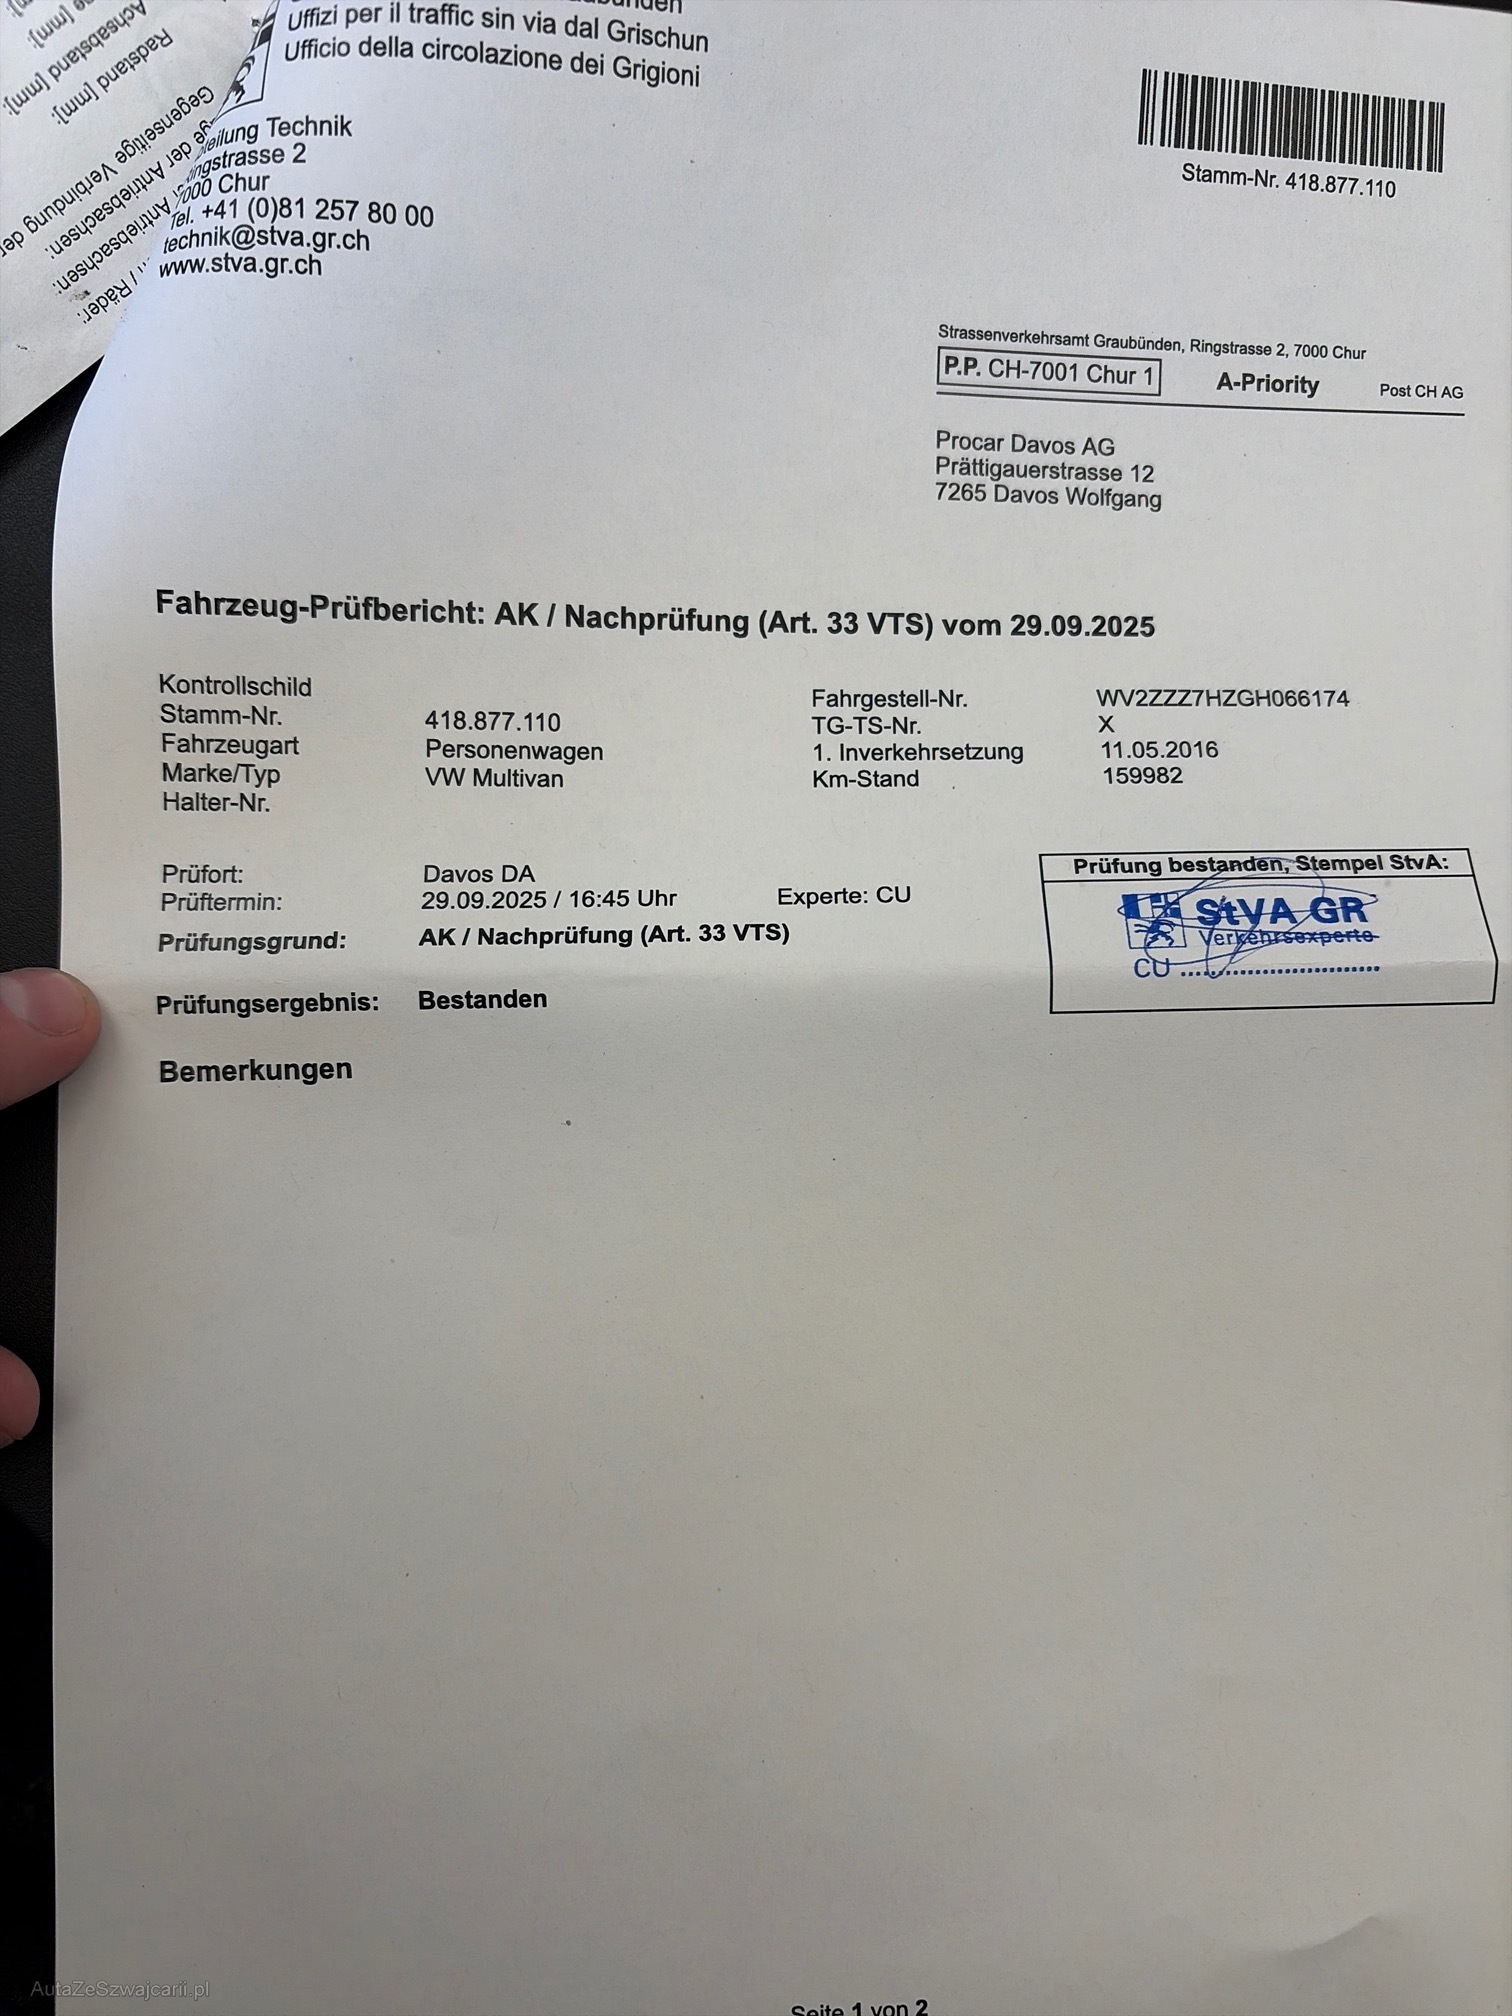 Uffizi per il traffic sin via dal Grischun
Ufficio della circolazione dei Grigioni
Achsabstand [mm]:
Radstand [mm]:
Gegenseitige Verbindung der
der Antriebsachsen:
Antriebsachsen:
/ Räder:
Technik
2
7000 Chur
Tel. +41 (0)81 257 80 00
technik@stva.gr.ch
www.stva.gr.ch
Stamm-Nr. 418.877.110
Strassenverkehrsamt Graubünden, Ringstrasse 2, 7000 Chur
P.P. CH-7001 Chur 1 A-Priority Post CH AG
Procar Davos AG
Prättigauerstrasse 12
7265 Davos Wolfgang
Fahrzeug-Prüfbericht: AK / Nachprüfung (Art. 33 VTS) vom 29.09.2025
Kontrollschild
Stamm-Nr. 418.877.110
Fahrzeugart Personenwagen
Marke/Typ VW Multivan
Halter-Nr.
Fahrgestell-Nr. WV2ZZZ7HZGH066174
TG-TS-Nr. X
1. Inverkehrsetzung 11.05.2016
Km-Stand 159982
Prüfort: Davos DA
Prüftermin: 29.09.2025 / 16:45 Uhr Experte: CU
Prüfungsgrund: AK / Nachprüfung (Art. 33 VTS)
Prüfungsergebnis: Bestanden
Prüfung bestanden, Stempel StvA:
StVA GR
Verkehrsexperte
CU
Bemerkungen
AutaZeSzwajcarii.pl
Seite 1 von 2